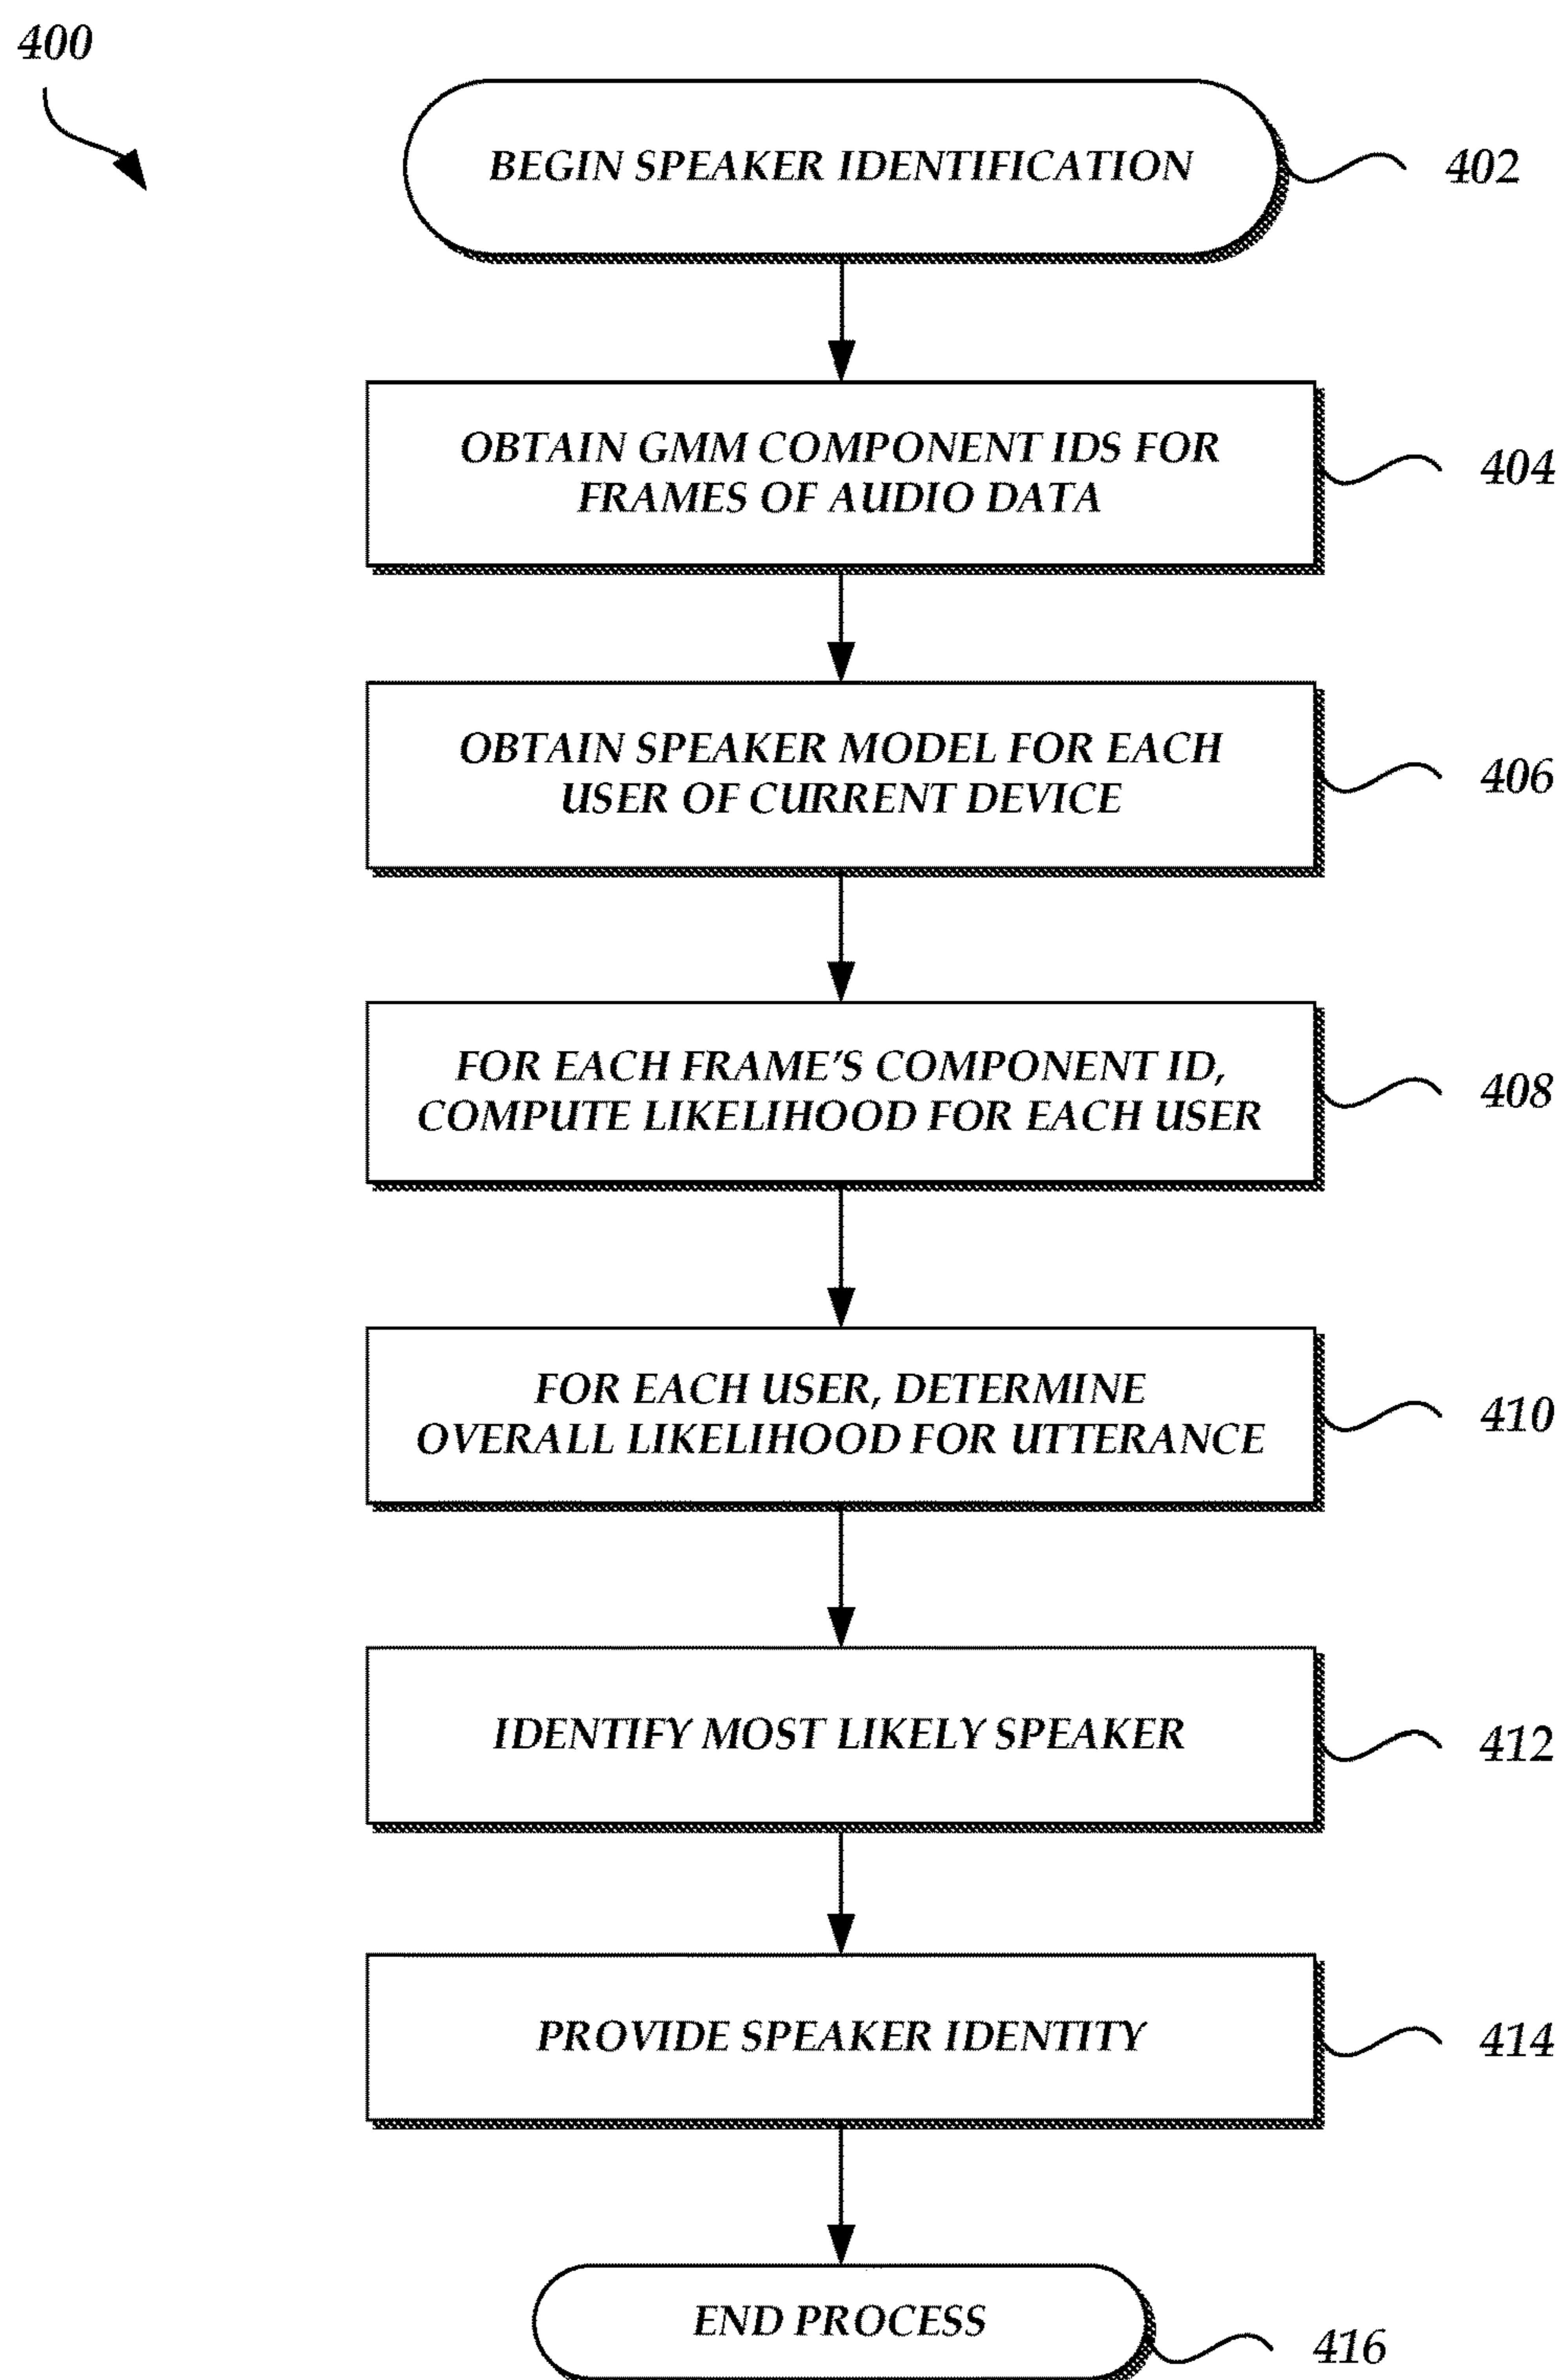 400
BEGIN SPEAKER IDENTIFICATION
402
OBTAIN GMM COMPONENT IDS FOR
FRAMES OF AUDIO DATA
404
OBTAIN SPEAKER MODEL FOR EACH
USER OF CURRENT DEVICE
406
FOR EACH FRAME'S COMPONENT ID,
COMPUTE LIKELIHOOD FOR EACH USER
408
FOR EACH USER, DETERMINE
OVERALL LIKELIHOOD FOR UTTERANCE
410
IDENTIFY MOST LIKELY SPEAKER
412
PROVIDE SPEAKER IDENTITY
414
END PROCESS
416